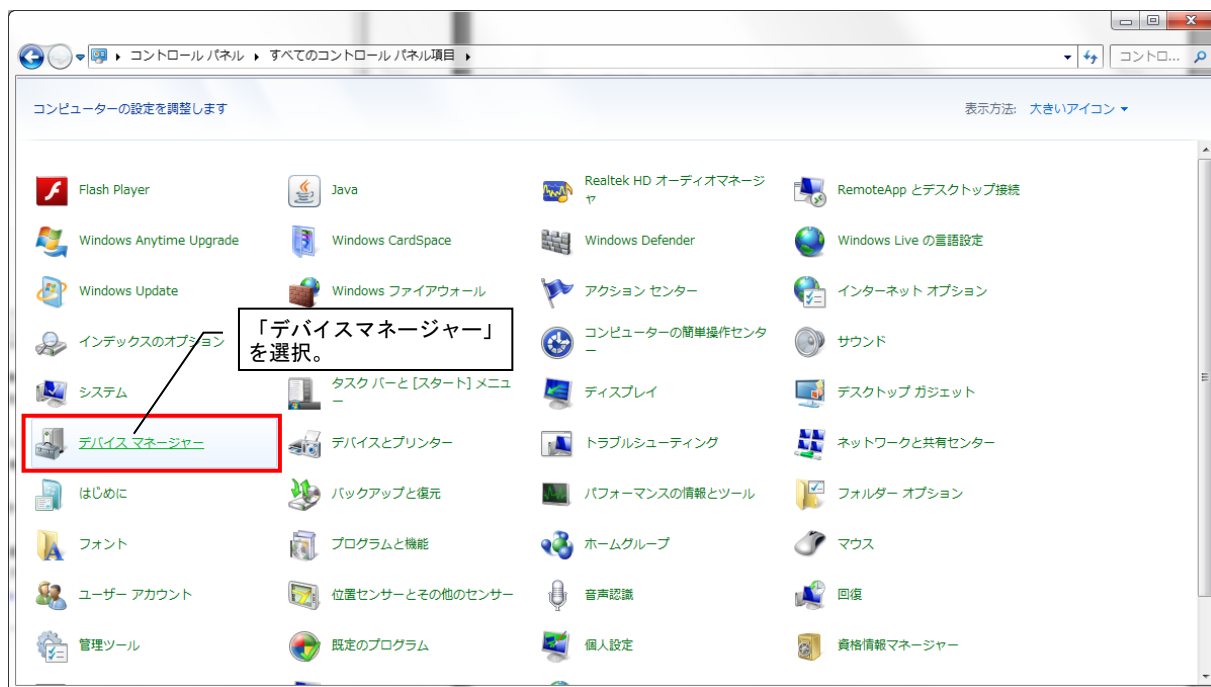 コントロール パネル すべてのコントロール パネル項目
コントロ...
コンピューターの設定を調整します
表示方法: 大きいアイコン
Flash Player
Java
Realtek HD オーディオマネージ
ャ
RemoteApp とデスクトップ接続
Windows Anytime Upgrade
Windows CardSpace
Windows Defender
Windows Live の言語設定
Windows Update
Windows ファイアウォール
アクション センター
インターネット オプション
インデックスのオプション
「デバイスマネージャー」
を選択。
コンピューターの簡単操作センタ
ー
サウンド
システム
タスク バーと [スタート] メニュ
ー
ディスプレイ
デスクトップ ガジェット
デバイス マネージャー
デバイスとプリンター
トラブルシューティング
ネットワークと共有センター
はじめに
バックアップと復元
パフォーマンスの情報とツール
フォルダー オプション
フォント
プログラムと機能
ホームグループ
マウス
ユーザー アカウント
位置センサーとその他のセンサー
音声認識
回復
管理ツール
既定のプログラム
個人設定
資格情報マネージャー